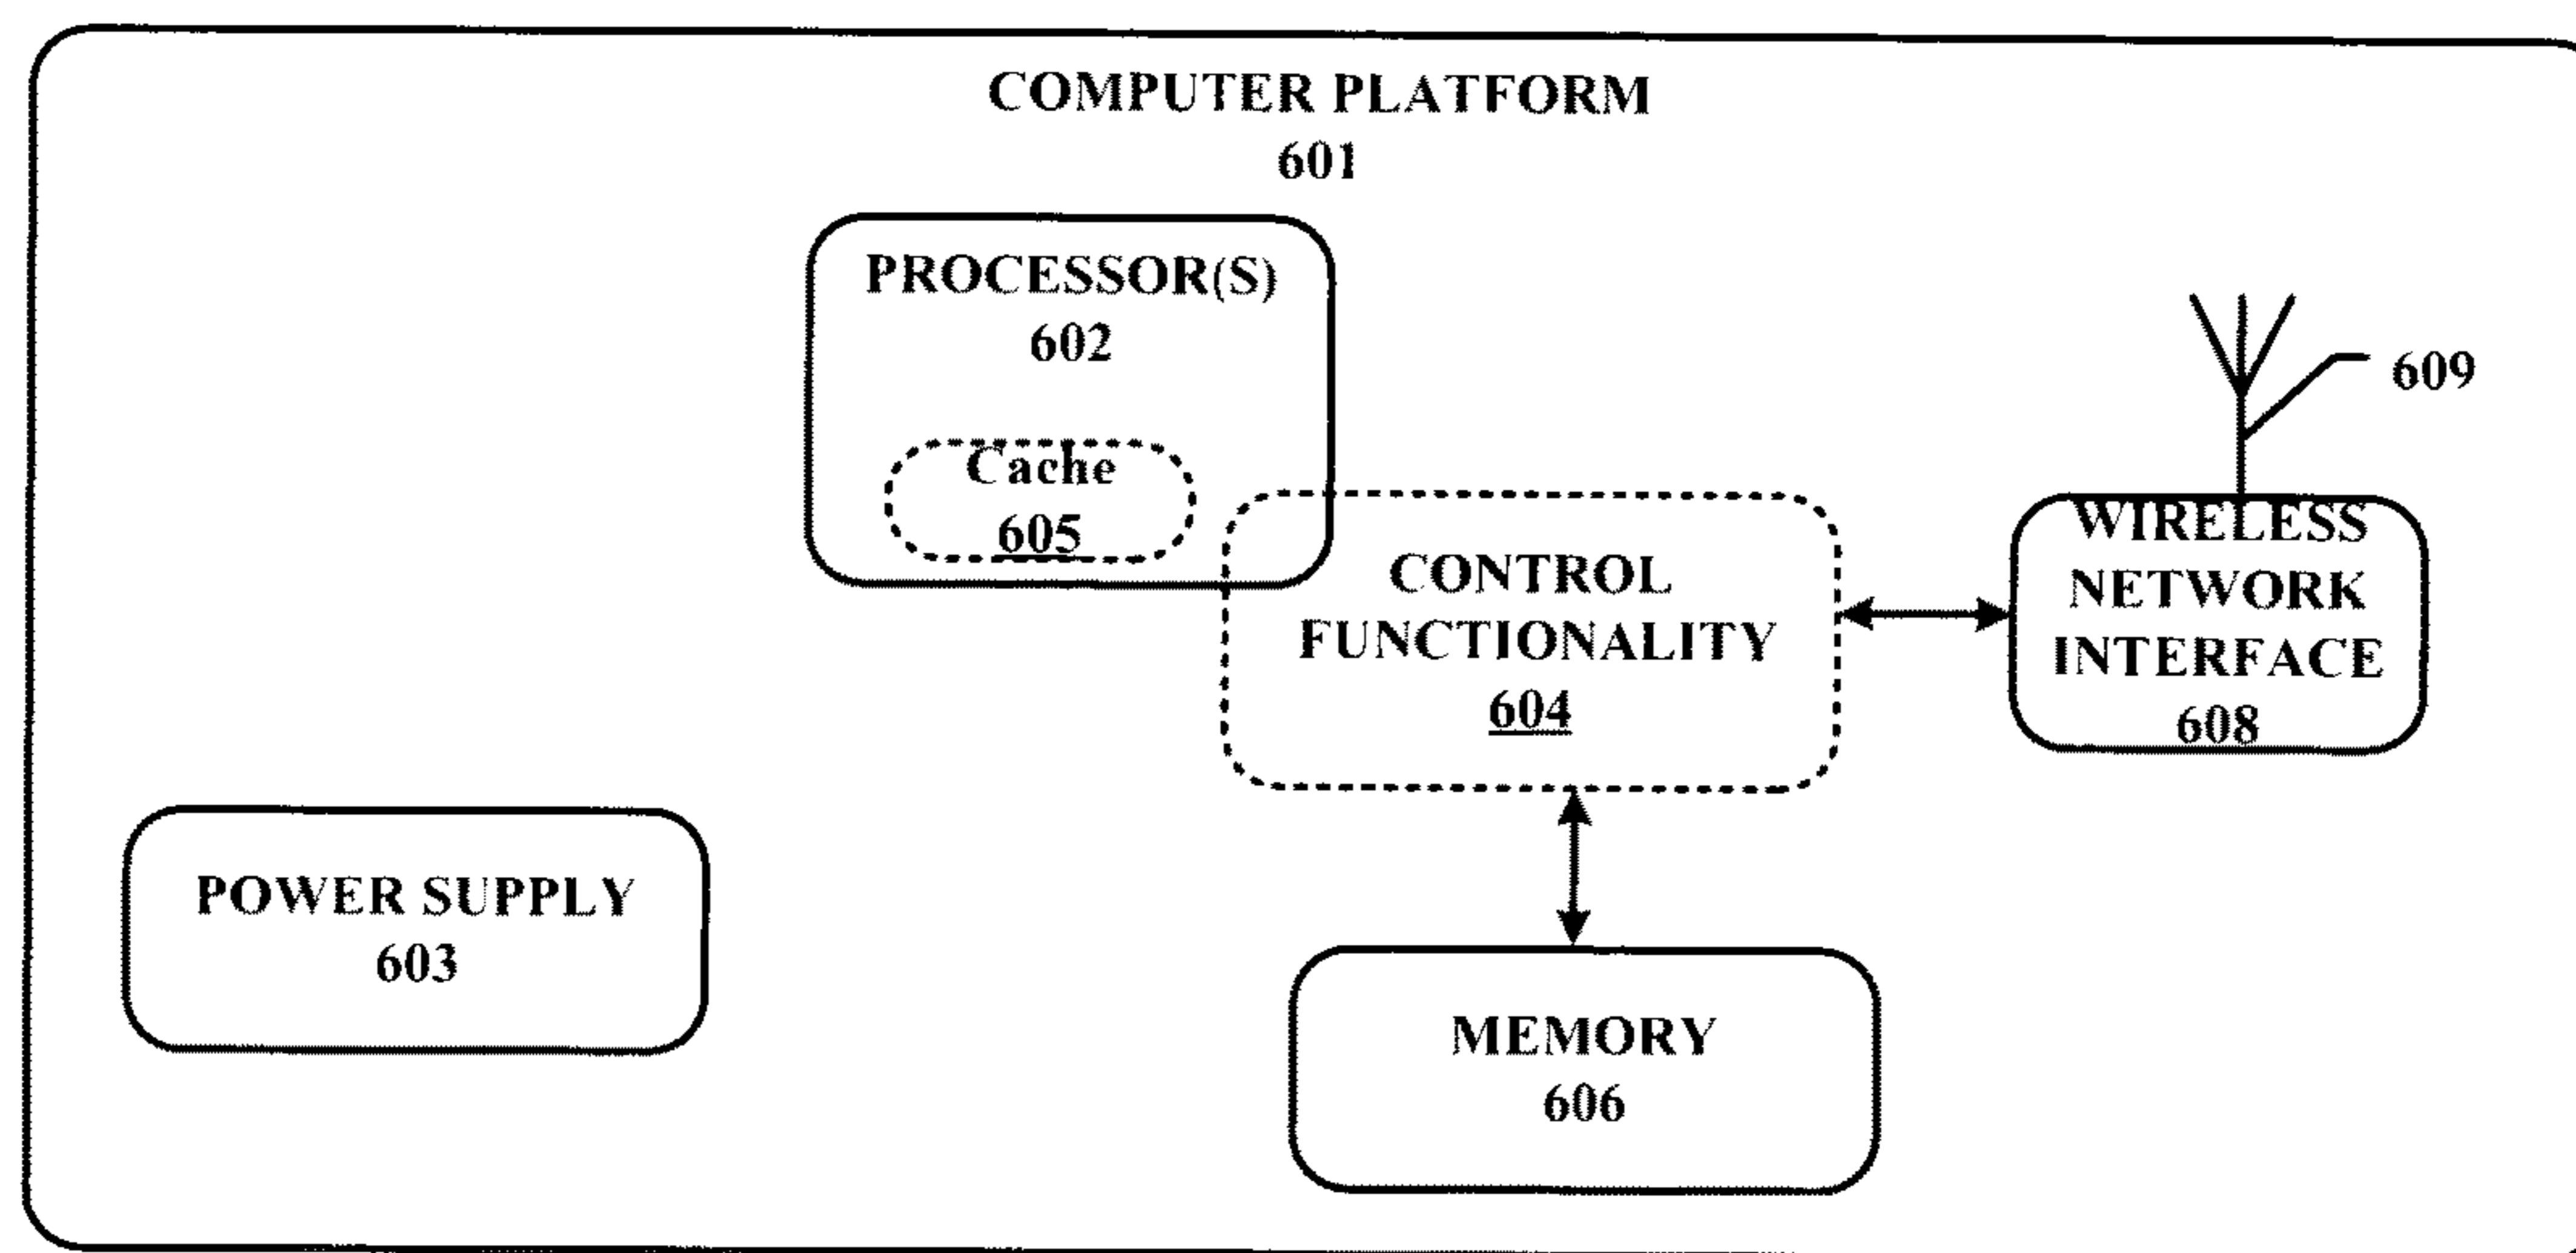 COMPUTER PLATFORM
601
PROCESSOR(S)
602
Cache
605
609
CONTROL
FUNCTIONALITY
604
WIRELESS
NETWORK
INTERFACE
608
POWER SUPPLY
603
MEMORY
606